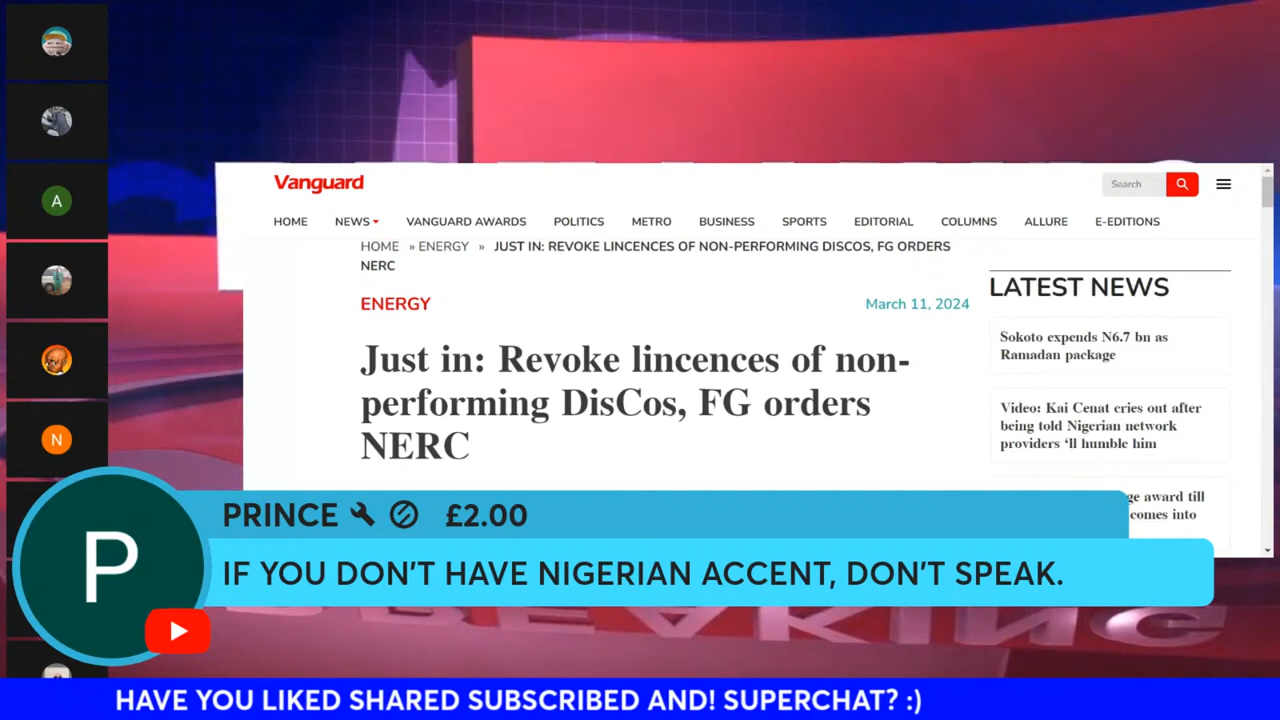 Vanguard
Search
HOME NEWS VANGUARD AWARDS POLITICS METRO BUSINESS SPORTS EDITORIAL COLUMNS ALLURE E-EDITIONS
HOME » ENERGY » JUST IN: REVOKE LINCENCES OF NON-PERFORMING DISCOS, FG ORDERS
NERC
ENERGY
March 11, 2024
Just in: Revoke lincences of non-
performing DisCos, FG orders
NERC
LATEST NEWS
Sokoto expends N6.7 bn as
Ramadan package
Video: Kai Cenat cries out after
being told Nigerian network
providers ‘ll humble him
award till
comes into
A
N
P
PRINCE £2.00
IF YOU DON'T HAVE NIGERIAN ACCENT, DON'T SPEAK.
BREAKING
HAVE YOU LIKED SHARED SUBSCRIBED AND! SUPERCHAT? :)